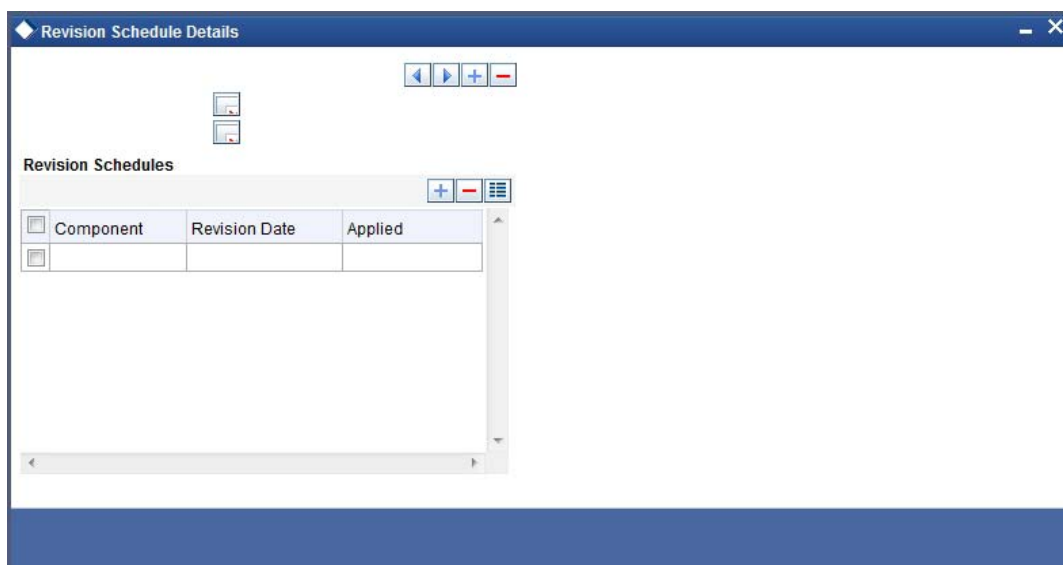 Revision Schedule Details
Revision Schedules
Component Revision Date Applied